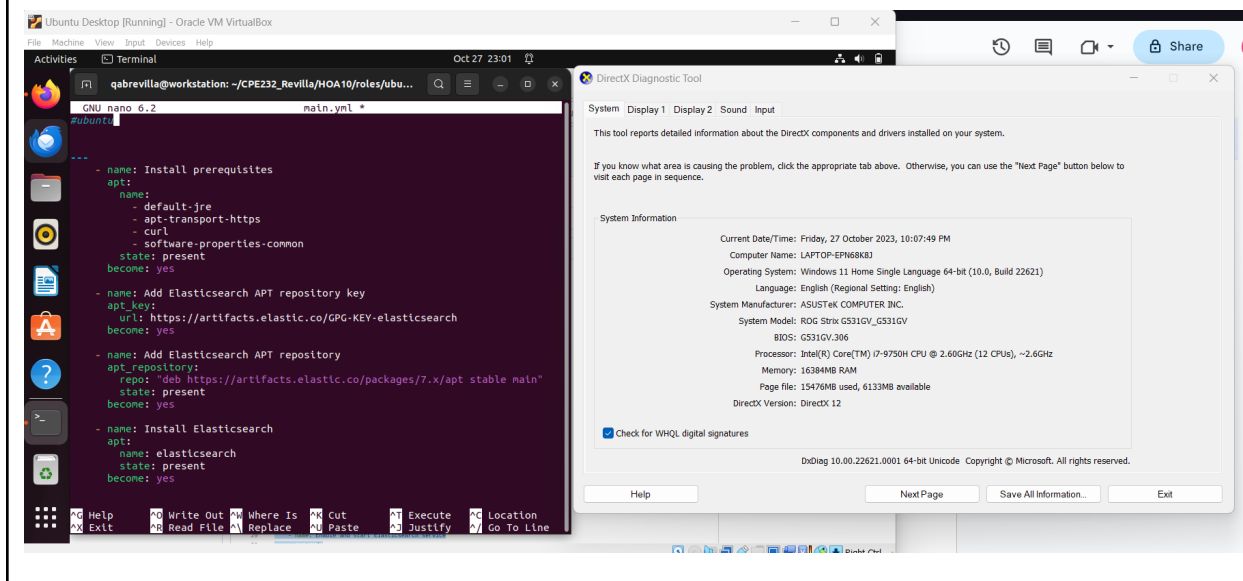 Ubuntu Desktop [Running] - Oracle VM VirtualBox
File Machine View Input Devices Help
Activities Terminal Oct 27 23:01
Share
qabrevilla@workstation: ~/CPE232_Revilla/HOA10/roles/ubu...
GNU nano 6.2 main.yml *
#ubuntu
---
- name: Install prerequisites
apt:
name:
- default-jre
- apt-transport-https
- curl
- software-properties-common
state: present
become: yes
- name: Add Elasticsearch APT repository key
apt_key:
url: https://artifacts.elastic.co/GPG-KEY-elasticsearch
become: yes
- name: Add Elasticsearch APT repository
apt_repository:
repo: "deb https://artifacts.elastic.co/packages/7.x/apt stable main"
state: present
become: yes
- name: Install Elasticsearch
apt:
name: elasticsearch
state: present
become: yes
^G Help ^O Write Out ^W Where Is ^K Cut ^T Execute ^C Location
^X Exit ^R Read File ^\ Replace ^U Paste ^J Justify ^/ Go To Line
- name: Enable and start Elasticsearch service
DirectX Diagnostic Tool
System Display 1 Display 2 Sound Input
This tool reports detailed information about the DirectX components and drivers installed on your system.
If you know what area is causing the problem, click the appropriate tab above. Otherwise, you can use the "Next Page" button below to
visit each page in sequence.
System Information
Current Date/Time: Friday, 27 October 2023, 10:07:49 PM
Computer Name: LAPTOP-EPN68K8J
Operating System: Windows 11 Home Single Language 64-bit (10.0, Build 22621)
Language: English (Regional Setting: English)
System Manufacturer: ASUSTeK COMPUTER INC.
System Model: ROG Strix G531GV_G531GV
BIOS: G531GV.306
Processor: Intel(R) Core(TM) i7-9750H CPU @ 2.60GHz (12 CPUs), ~2.6GHz
Memory: 16384MB RAM
Page file: 15476MB used, 6133MB available
DirectX Version: DirectX 12
Check for WHQL digital signatures
DxDiag 10.00.22621.0001 64-bit Unicode Copyright © Microsoft. All rights reserved.
Help Next Page Save All Information... Exit
Right Ctrl